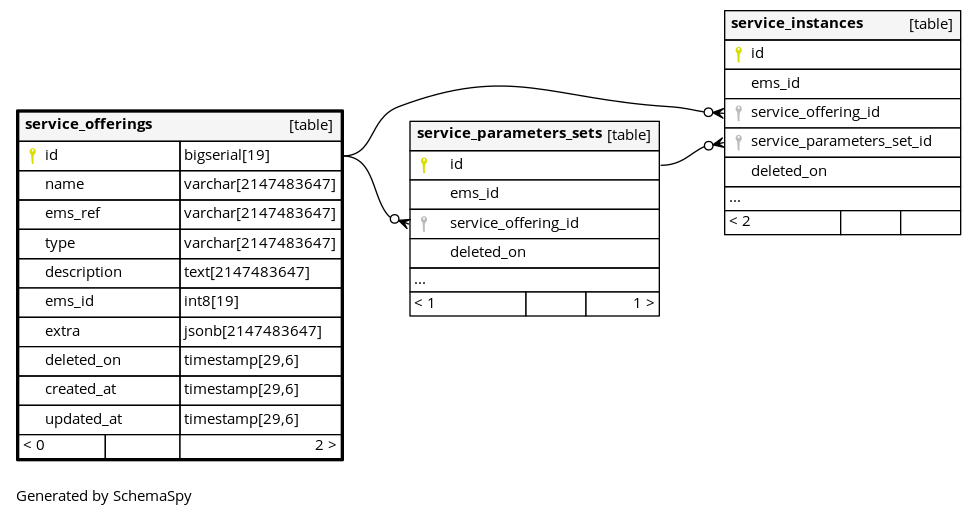 service_offerings [table]
id bigserial[19]
name varchar[2147483647]
ems_ref varchar[2147483647]
type varchar[2147483647]
description text[2147483647]
ems_id int8[19]
extra jsonb[2147483647]
deleted_on timestamp[29,6]
created_at timestamp[29,6]
updated_at timestamp[29,6]
< 0 2 >
service_parameters_sets [table]
id
ems_id
service_offering_id
deleted_on
...
< 1 1 >
service_instances [table]
id
ems_id
service_offering_id
service_parameters_set_id
deleted_on
...
< 2
Generated by SchemaSpy